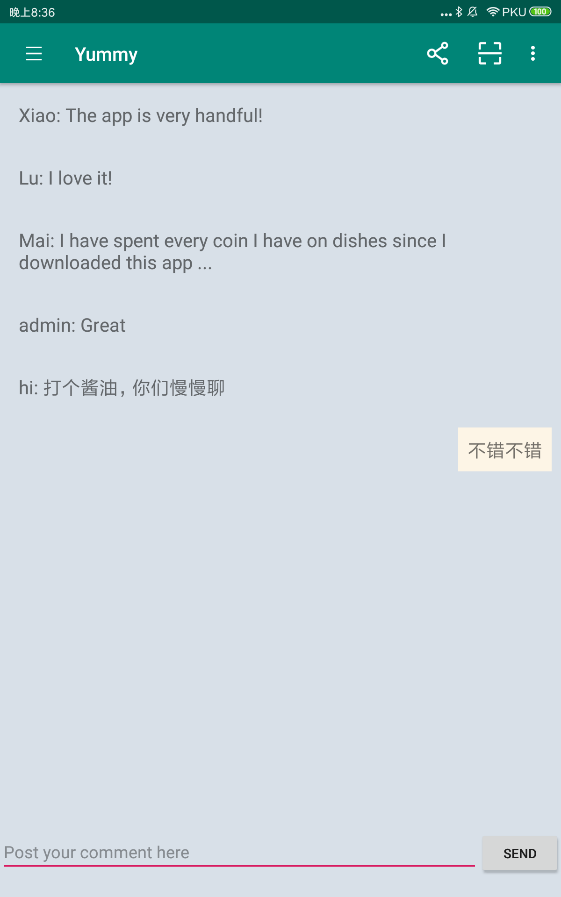 晚上8:36
PKU
100
Yummy
Xiao: The app is very handful!
Lu: I love it!
Mai: I have spent every coin I have on dishes since I
downloaded this app ...
admin: Great
hi: 打个酱油，你们慢慢聊
不错不错
Post your comment here
SEND